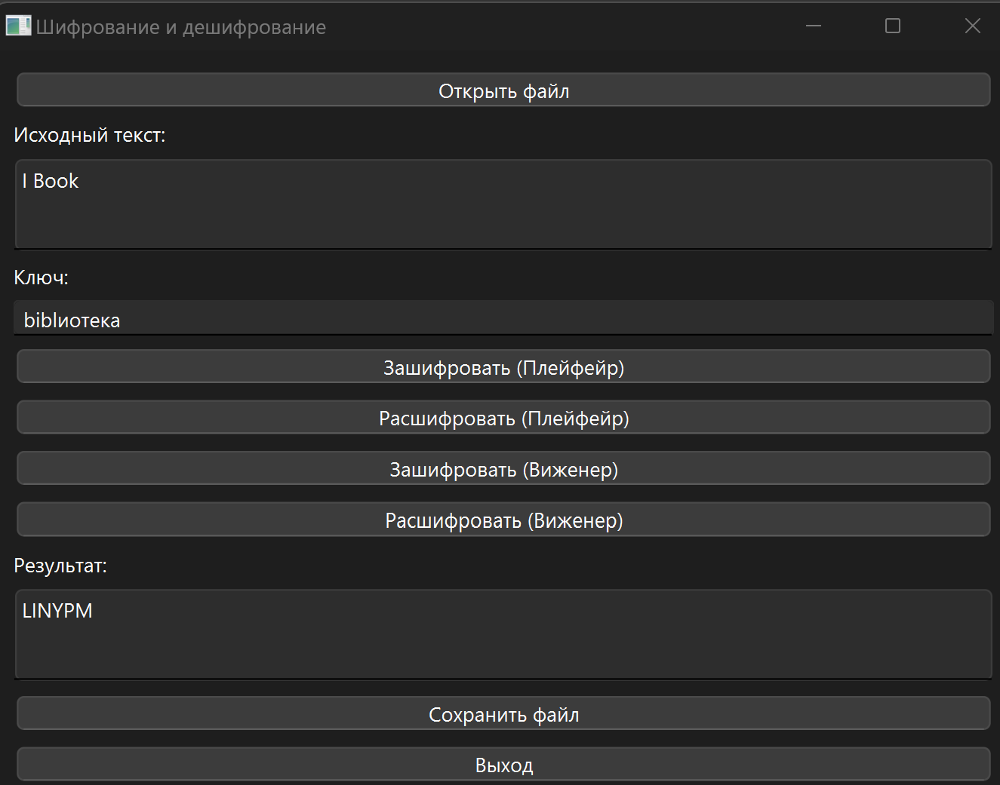 Шифрование и дешифрование
Открыть файл
Исходный текст:
I Book
Ключ:
biblиотека
Зашифровать (Плейфейр)
Расшифровать (Плейфейр)
Зашифровать (Виженер)
Расшифровать (Виженер)
Результат:
LINYPM
Сохранить файл
Выход